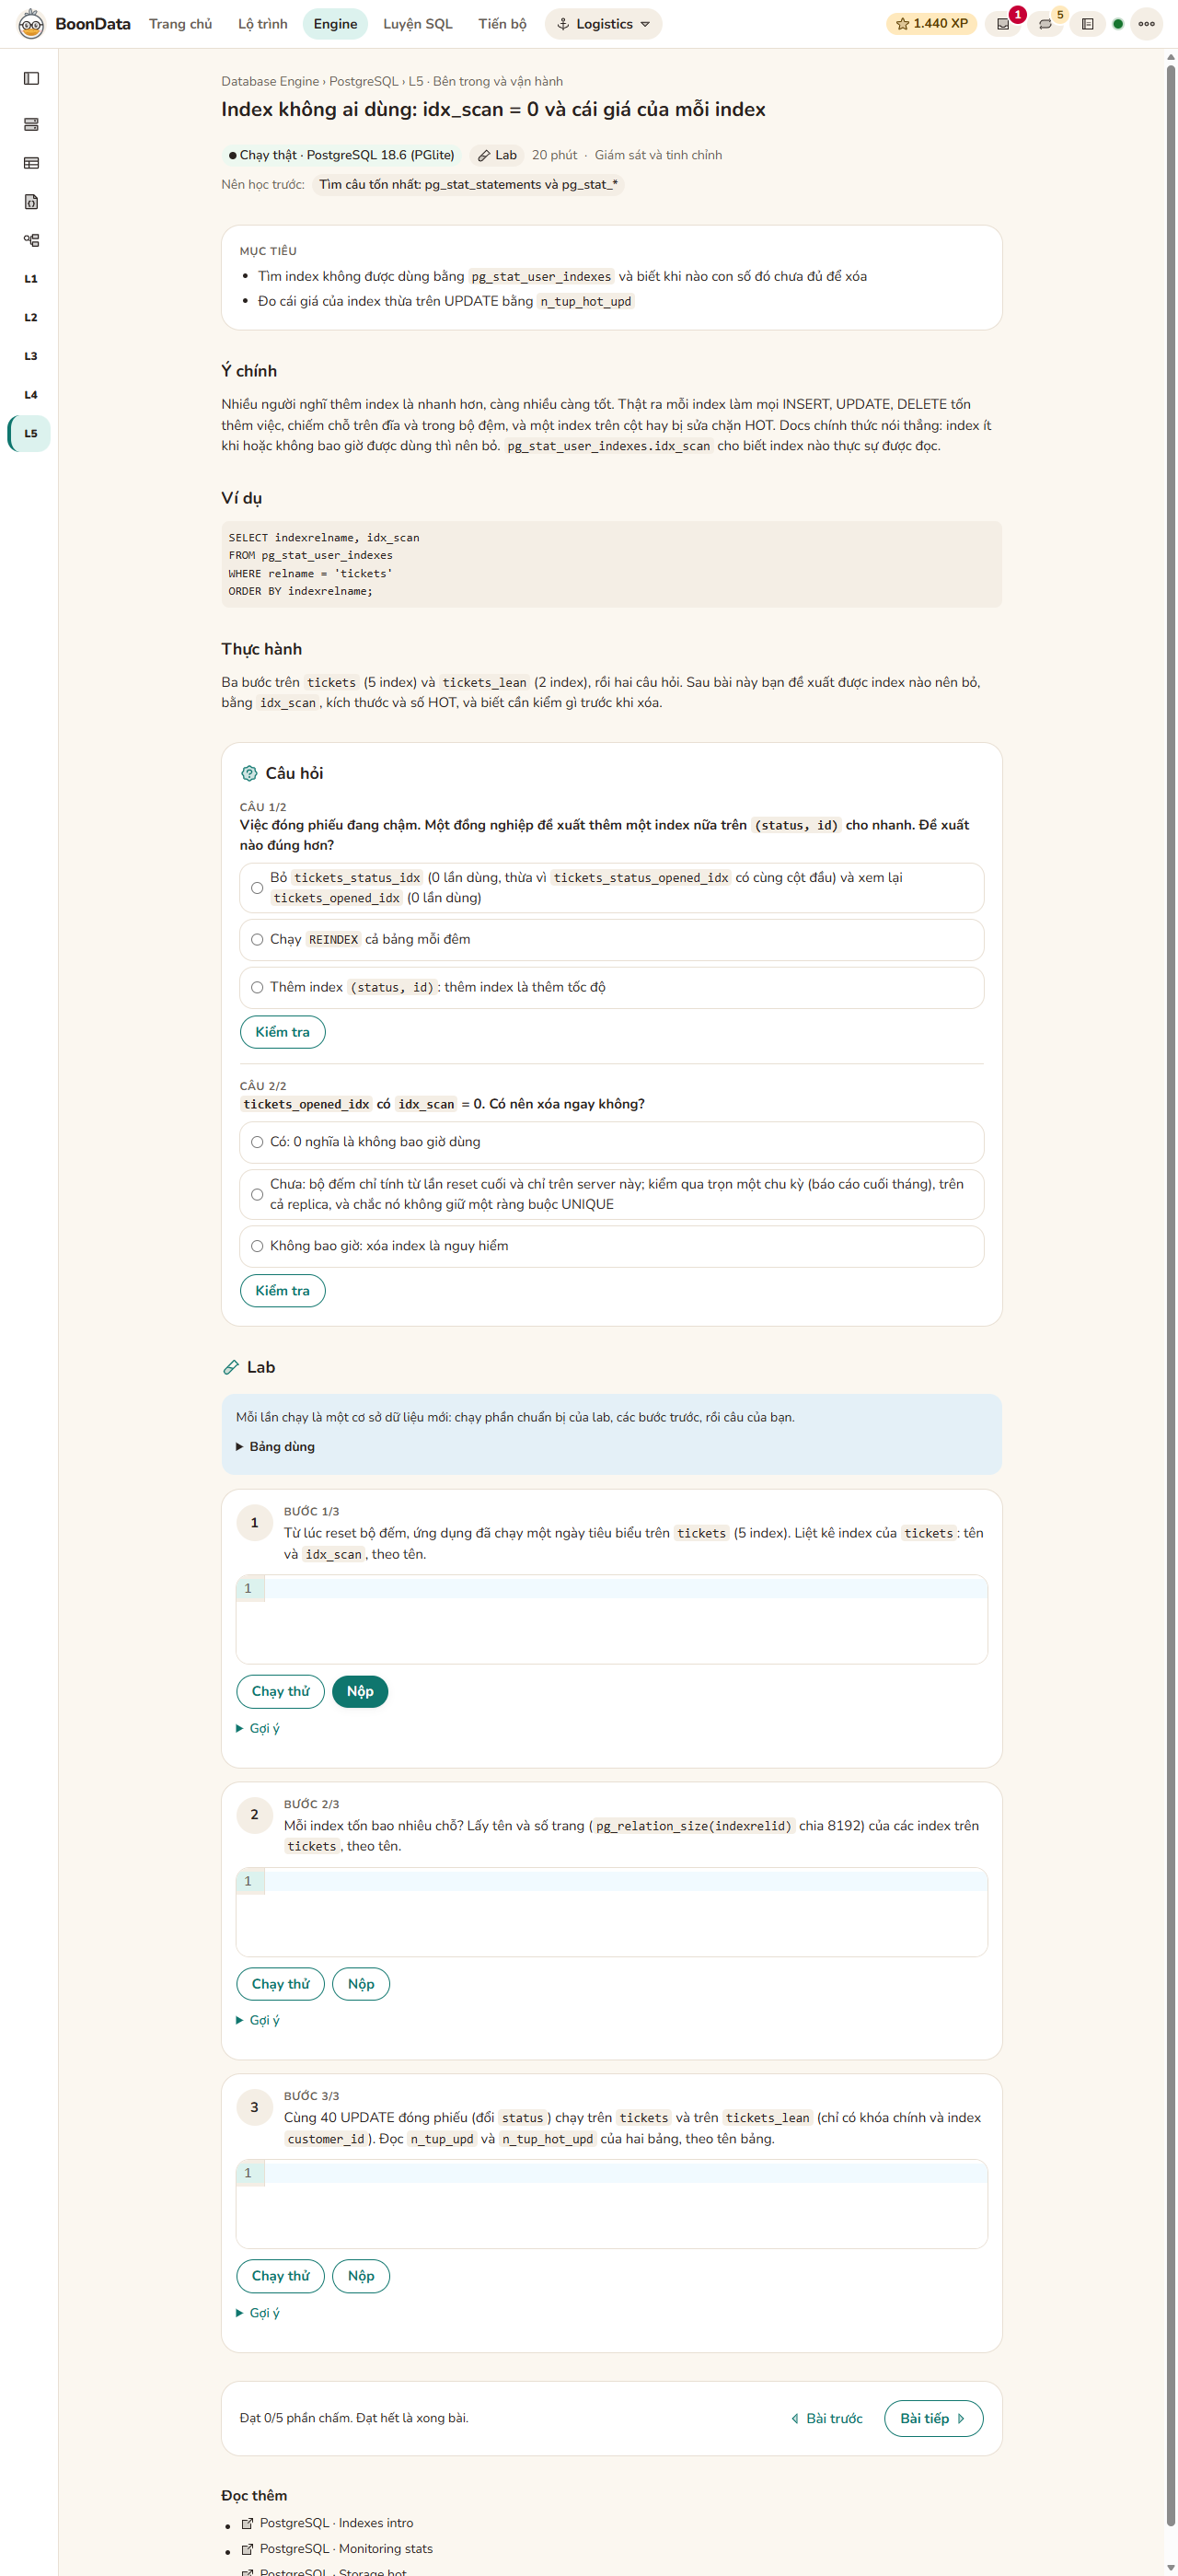 BoonData
Trang chủ
Lộ trình
Engine
Luyện SQL
Tiến bộ
Logistics
1.440 XP
1
5
L1
L2
L3
L4
L5
Database Engine › PostgreSQL › L5 · Bên trong và vận hành
Index không ai dùng: idx_scan = 0 và cái giá của mỗi index
Chạy thật · PostgreSQL 18.6 (PGlite)
Lab
20 phút · Giám sát và tinh chỉnh
Nên học trước: Tìm câu tốn nhất: pg_stat_statements và pg_stat_*
MỤC TIÊU
Tìm index không được dùng bằng pg_stat_user_indexes và biết khi nào con số đó chưa đủ để xóa
Đo cái giá của index thừa trên UPDATE bằng n_tup_hot_upd
Ý chính
Nhiều người nghĩ thêm index là nhanh hơn, càng nhiều càng tốt. Thật ra mỗi index làm mọi INSERT, UPDATE, DELETE tốn
thêm việc, chiếm chỗ trên đĩa và trong bộ đệm, và một index trên cột hay bị sửa chặn HOT. Docs chính thức nói thẳng: index ít
khi hoặc không bao giờ được dùng thì nên bỏ. pg_stat_user_indexes.idx_scan cho biết index nào thực sự được đọc.
Ví dụ
SELECT indexrelname, idx_scan
FROM pg_stat_user_indexes
WHERE relname = 'tickets'
ORDER BY indexrelname;
Thực hành
Ba bước trên tickets (5 index) và tickets_lean (2 index), rồi hai câu hỏi. Sau bài này bạn đề xuất được index nào nên bỏ,
bằng idx_scan, kích thước và số HOT, và biết cần kiểm gì trước khi xóa.
Câu hỏi
CÂU 1/2
Việc đóng phiếu đang chậm. Một đồng nghiệp đề xuất thêm một index nữa trên (status, id) cho nhanh. Đề xuất
nào đúng hơn?
Bỏ tickets_status_idx (0 lần dùng, thừa vì tickets_status_opened_idx có cùng cột đầu) và xem lại
tickets_opened_idx (0 lần dùng)
Chạy REINDEX cả bảng mỗi đêm
Thêm index (status, id): thêm index là thêm tốc độ
Kiểm tra
CÂU 2/2
tickets_opened_idx có idx_scan = 0. Có nên xóa ngay không?
Có: 0 nghĩa là không bao giờ dùng
Chưa: bộ đếm chỉ tính từ lần reset cuối và chỉ trên server này; kiểm qua trọn một chu kỳ (báo cáo cuối tháng), trên
cả replica, và chắc nó không giữ một ràng buộc UNIQUE
Không bao giờ: xóa index là nguy hiểm
Kiểm tra
Lab
Mỗi lần chạy là một cơ sở dữ liệu mới: chạy phần chuẩn bị của lab, các bước trước, rồi câu của bạn.
Bảng dùng
1
BƯỚC 1/3
Từ lúc reset bộ đếm, ứng dụng đã chạy một ngày tiêu biểu trên tickets (5 index). Liệt kê index của tickets: tên
và idx_scan, theo tên.
1
Chạy thử
Nộp
Gợi ý
2
BƯỚC 2/3
Mỗi index tốn bao nhiêu chỗ? Lấy tên và số trang (pg_relation_size(indexrelid) chia 8192) của các index trên
tickets, theo tên.
1
Chạy thử
Nộp
Gợi ý
3
BƯỚC 3/3
Cùng 40 UPDATE đóng phiếu (đổi status) chạy trên tickets và trên tickets_lean (chỉ có khóa chính và index
customer_id). Đọc n_tup_upd và n_tup_hot_upd của hai bảng, theo tên bảng.
1
Chạy thử
Nộp
Gợi ý
Đạt 0/5 phần chấm. Đạt hết là xong bài.
Bài trước
Bài tiếp
Đọc thêm
PostgreSQL · Indexes intro
PostgreSQL · Monitoring stats
PostgreSQL · Storage hot